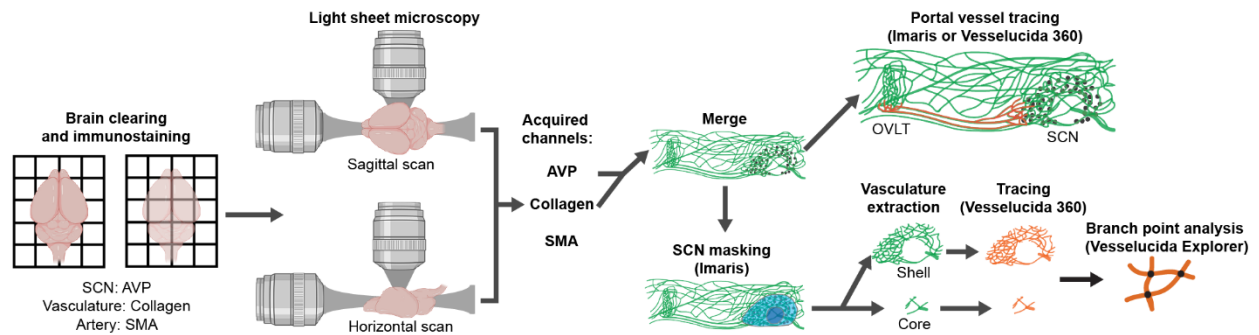 Brain clearing
and immunostaining
SCN: AVP
Vasculature: Collagen
Artery: SMA
Light sheet microscopy
Sagittal scan
Horizontal scan
Acquired
channels:
AVP
Collagen
SMA
Merge
Portal vessel tracing
(Imaris or Vesselucida 360)
OVLT
SCN
SCN masking
(Imaris)
Vasculature
extraction
Shell
Core
Tracing
(Vesselucida 360)
Branch point analysis
(Vesselucida Explorer)